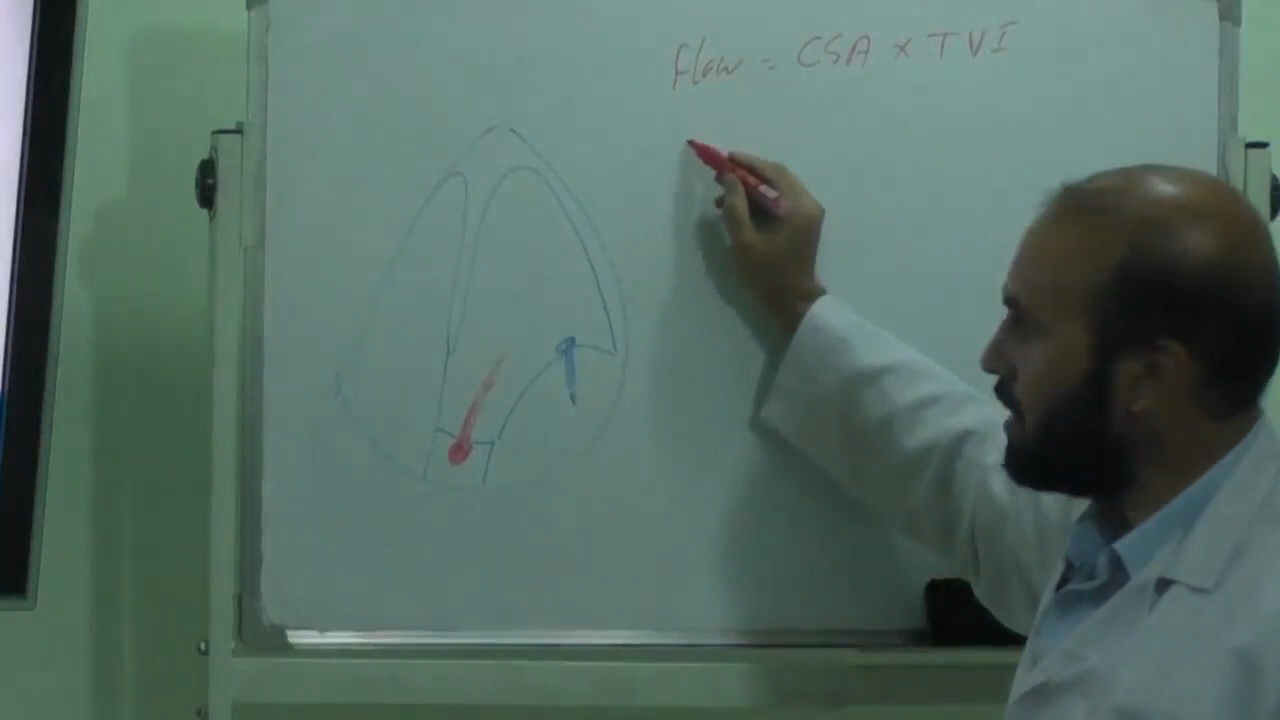 flow = CSA × TVI